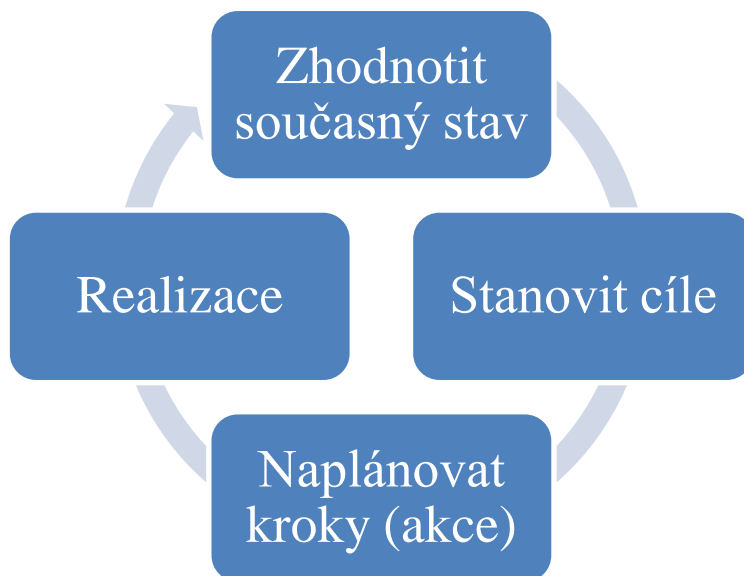 Zhodnotit
současný stav
Realizace
Stanovit cíle
Naplánovat
kroky (akce)